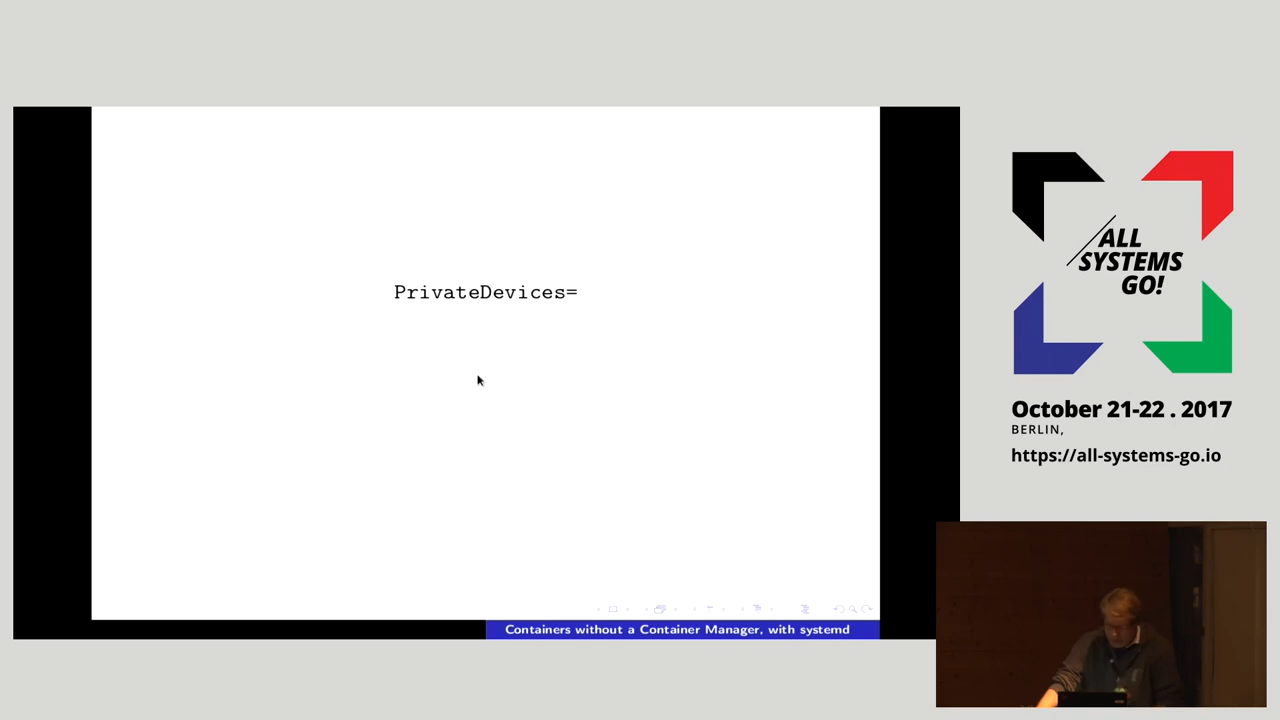 PrivateDevices=
Containers without a Container Manager, with systemd
ALL
SYSTEMS
GO!
October 21-22 . 2017
BERLIN,
https://all-systems-go.io